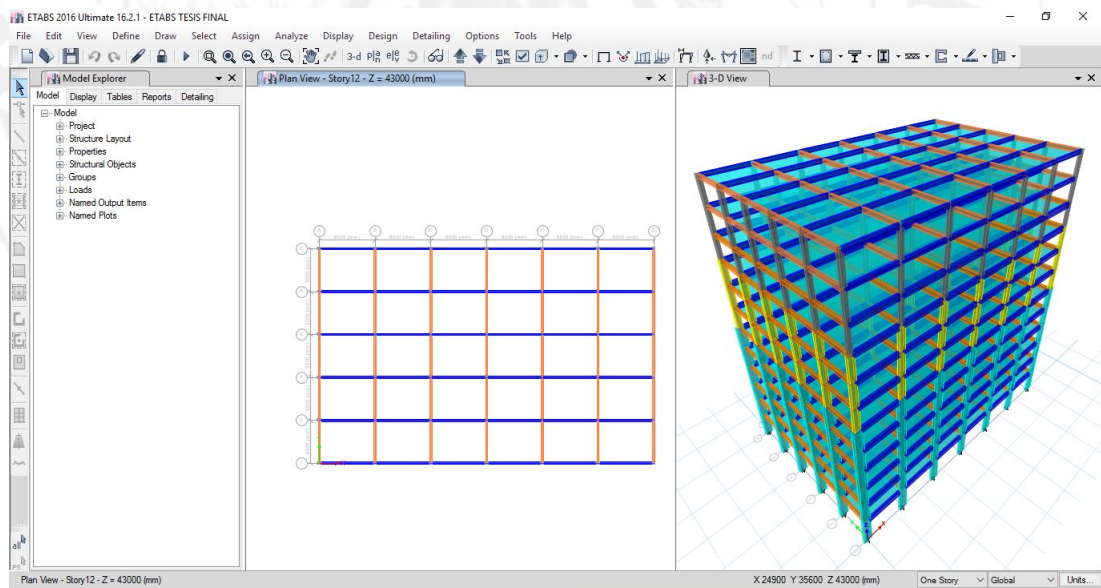 ETABS 2016 Ultimate 16.2.1 - ETABS TESIS FINAL
File Edit View Define Draw Select Assign Analyze Display Design Detailing Options Tools Help
3-d nd
Model Explorer
Model Display Tables Reports Detailing
Model
Project
Structure Layout
Properties
Structural Objects
Groups
Loads
Named Output Items
Named Plots
Plan View - Story12 - Z = 43000 (mm)
3-D View
all
Plan View - Story12 - Z = 43000 (mm)
X 24900 Y 35600 Z 43000 (mm)
One Story
Global
Units...